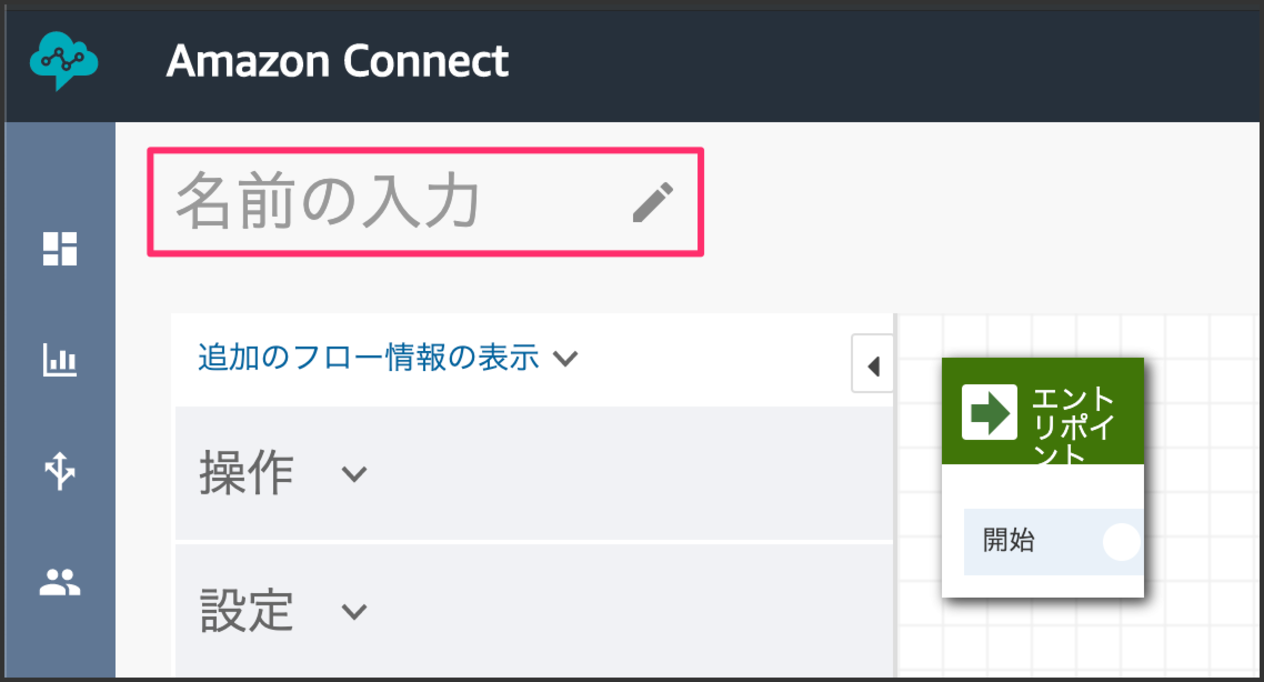 Amazon Connect
名前の入力
追加のフロー情報の表示
操作
設定
エント
リポイ
ント
開始